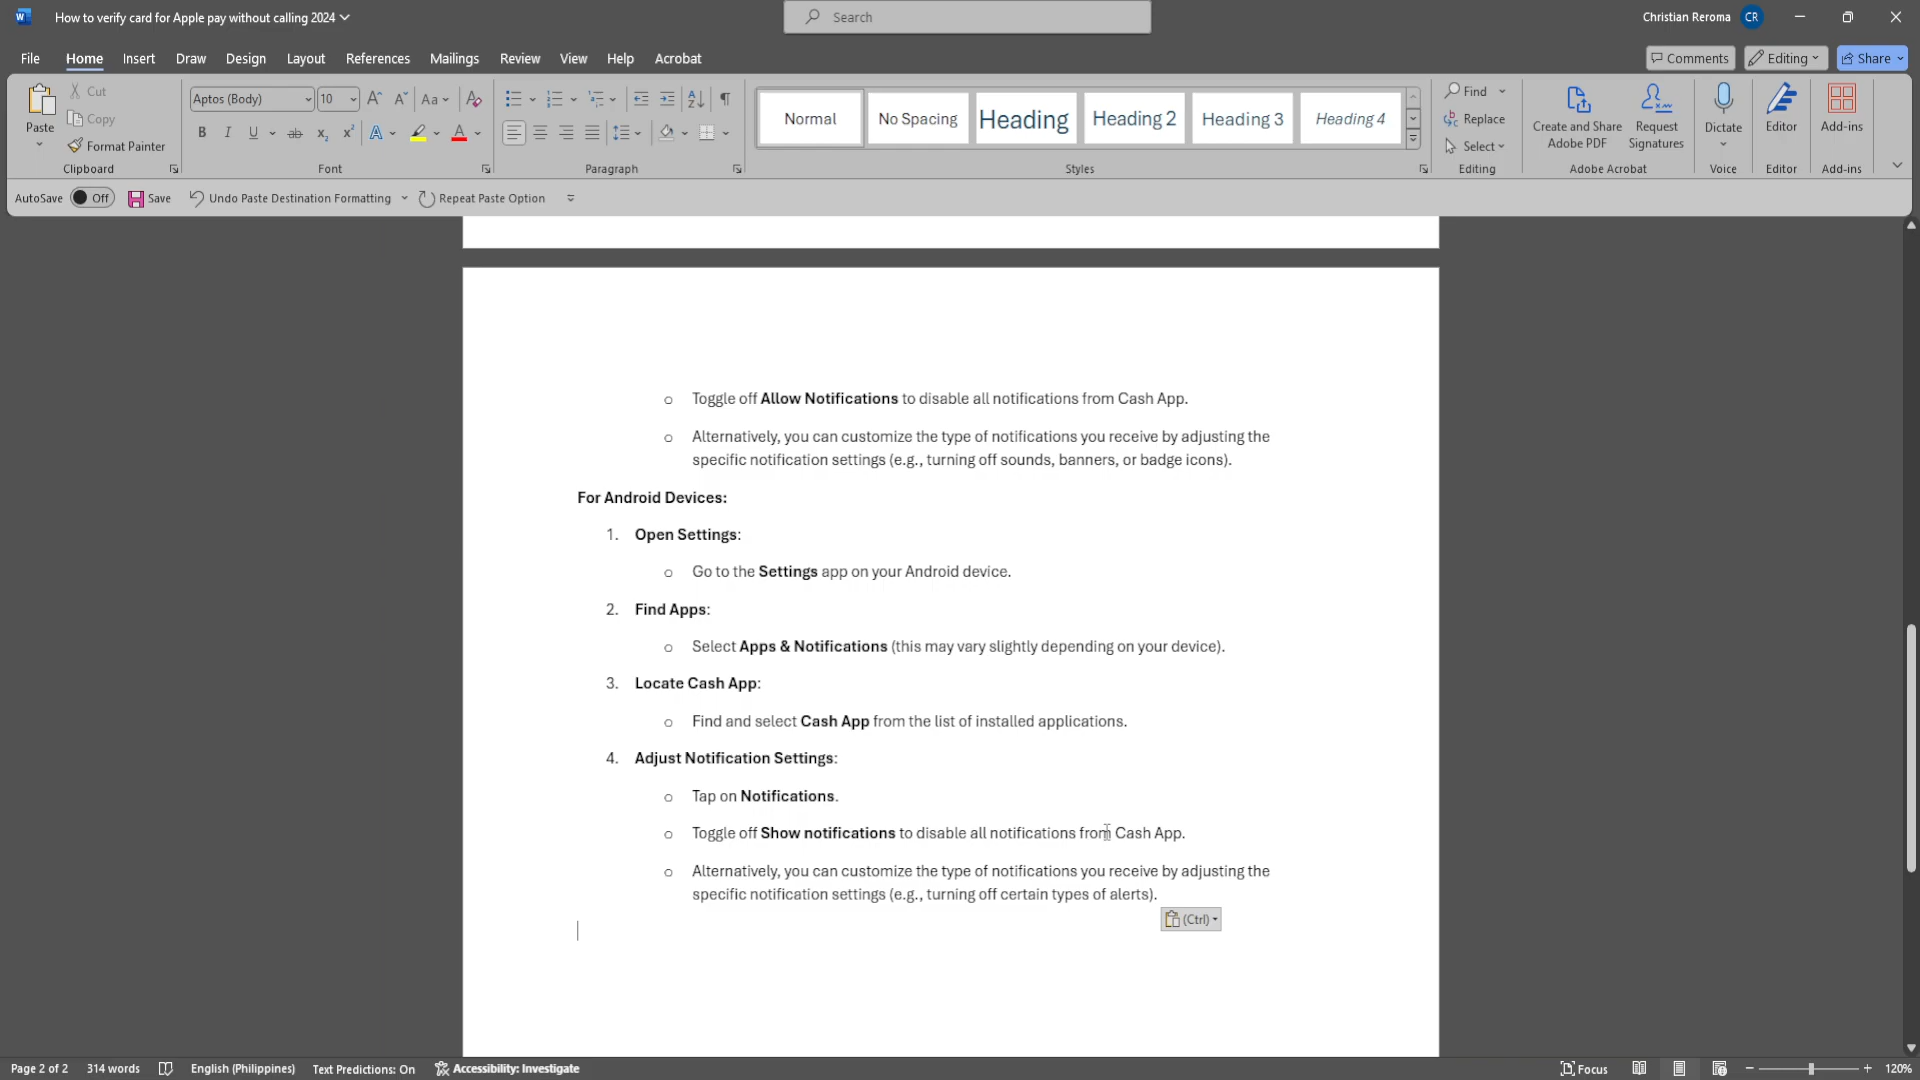 How to verify card for Apple pay without calling 2024
Search
Christian Reroma
CR
File
Home
Insert
Draw
Design
Layout
References
Mailings
Review
View
Help
Acrobat
Comments
Editing
Share
Paste
Cut
Copy
Format Painter
Clipboard
Aptos (Body)
10
Font
Paragraph
Normal
No Spacing
Heading
Heading 2
Heading 3
Heading 4
Styles
Find
Replace
Select
Editing
Create and Share
Adobe PDF
Request
Signatures
Adobe Acrobat
Dictate
Voice
Editor
Editor
Add-ins
Add-ins
AutoSave Off
Save
Undo Paste Destination Formatting
Repeat Paste Option
o Toggle off Allow Notifications to disable all notifications from Cash App.
o Alternatively, you can customize the type of notifications you receive by adjusting the
specific notification settings (e.g., turning off sounds, banners, or badge icons).
For Android Devices:
1. Open Settings:
o Go to the Settings app on your Android device.
2. Find Apps:
o Select Apps & Notifications (this may vary slightly depending on your device).
3. Locate Cash App:
o Find and select Cash App from the list of installed applications.
4. Adjust Notification Settings:
o Tap on Notifications.
o Toggle off Show notifications to disable all notifications from Cash App.
o Alternatively, you can customize the type of notifications you receive by adjusting the
specific notification settings (e.g., turning off certain types of alerts).
(Ctrl)
Page 2 of 2
314 words
English (Philippines)
Text Predictions: On
Accessibility: Investigate
Focus
120%